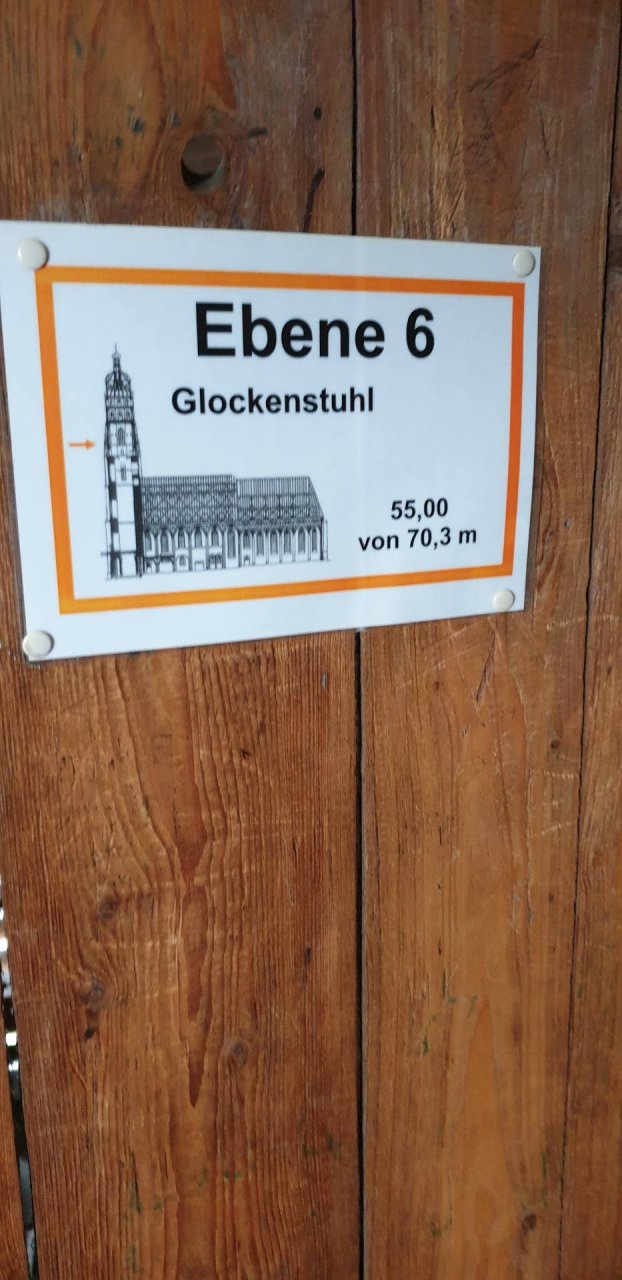 Ebene 6
Glockenstuhl
55,00
von 70,3 m